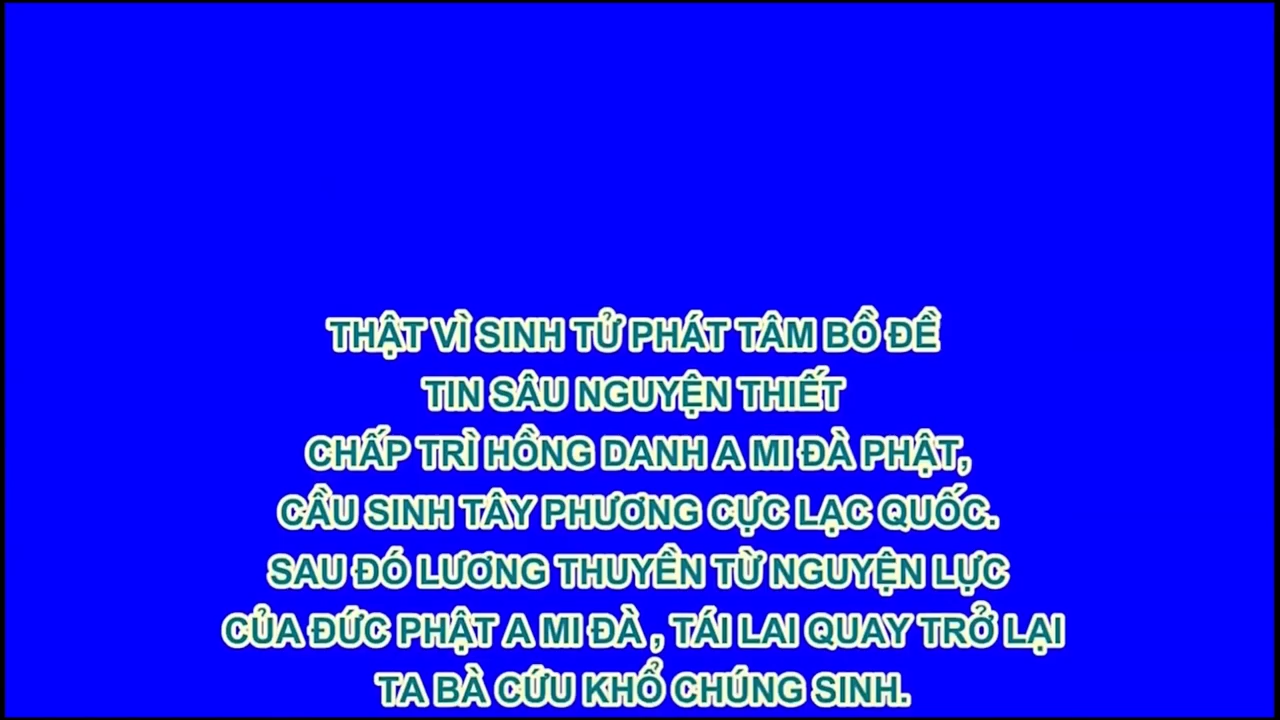 THẬT VÌ SINH TỬ PHÁT TÂM BỒ ĐỀ
TIN SÂU NGUYỆN THIẾT
CHẤP TRÌ HỒNG DANH A MI ĐÀ PHẬT,
CẦU SINH TÂY PHƯƠNG CỰC LẠC QUỐC.
SAU ĐÓ LƯƠNG THUYỀN TỪ NGUYỆN LỰC
CỦA ĐỨC PHẬT A MI ĐÀ , TÁI LAI QUAY TRỞ LẠI
TA BÀ CỨU KHỔ CHÚNG SINH.